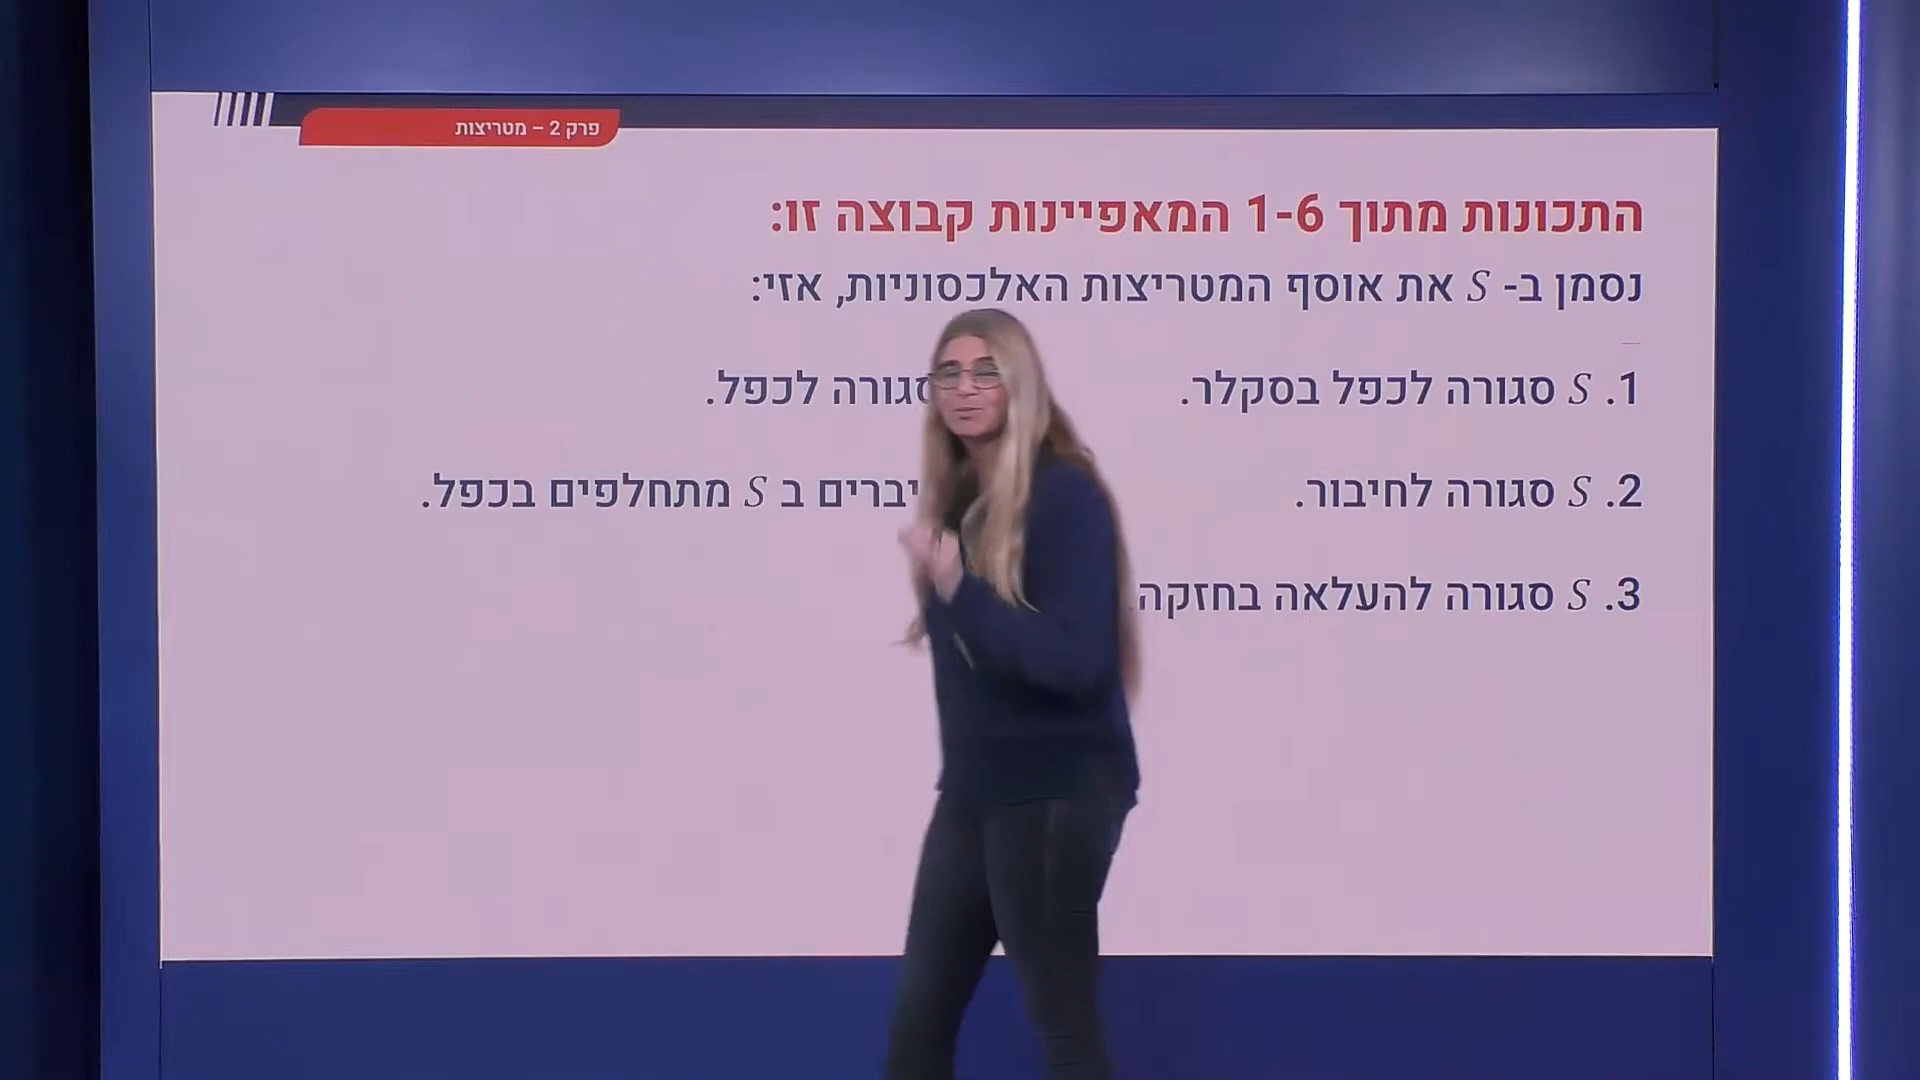 פרק 2 – מטריצות
התכונות מתוך 1-6 המאפיינות קבוצה זו:
נסמן ב- S את אוסף המטריצות האלכסוניות, אזי:
1. S סגורה לכפל בסקלר.
סגורה לכפל.
2. S סגורה לחיבור.
ב S מתחלפים בכפל.
3. S סגורה להעלאה בחזקה.